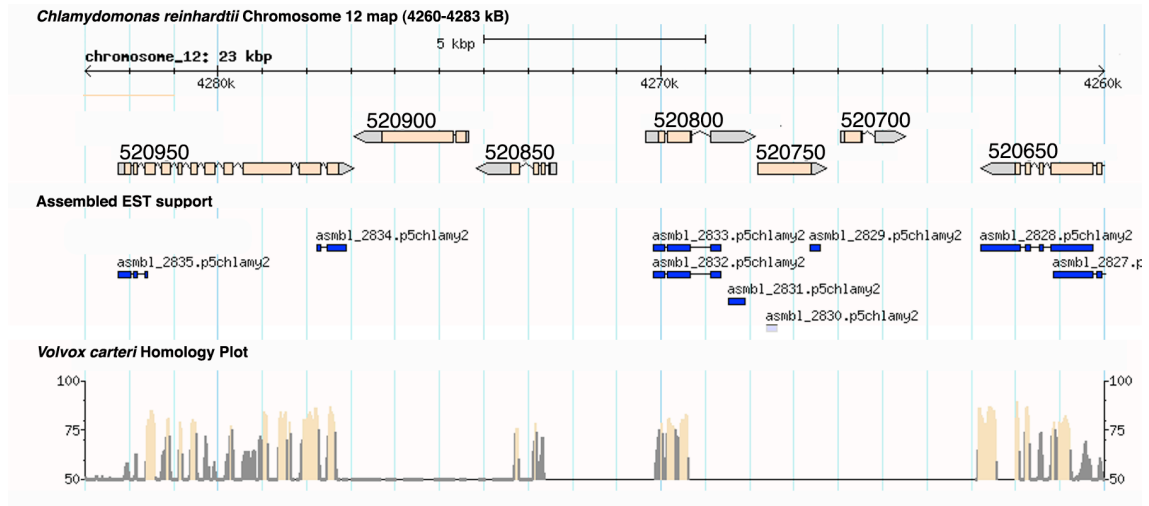 Chlamydomonas reinhardtii Chromosome 12 map (4260-4283 kB)
5 kbp
chromosome_12: 23 kbp
4280k 4270k 4260k
520900 520800 520700
520950 520850 520750 520650
Assembled EST support
asmbl_2834.p5chlamy2 asmbl_2833.p5chlamy2 asmbl_2829.p5chlamy2 asmbl_2828.p5chlamy2
asmbl_2835.p5chlamy2 asmbl_2832.p5chlamy2 asmbl_2827.p
asmbl_2831.p5chlamy2
asmbl_2830.p5chlamy2
Volvox carteri Homology Plot
100 100
75 75
50 50